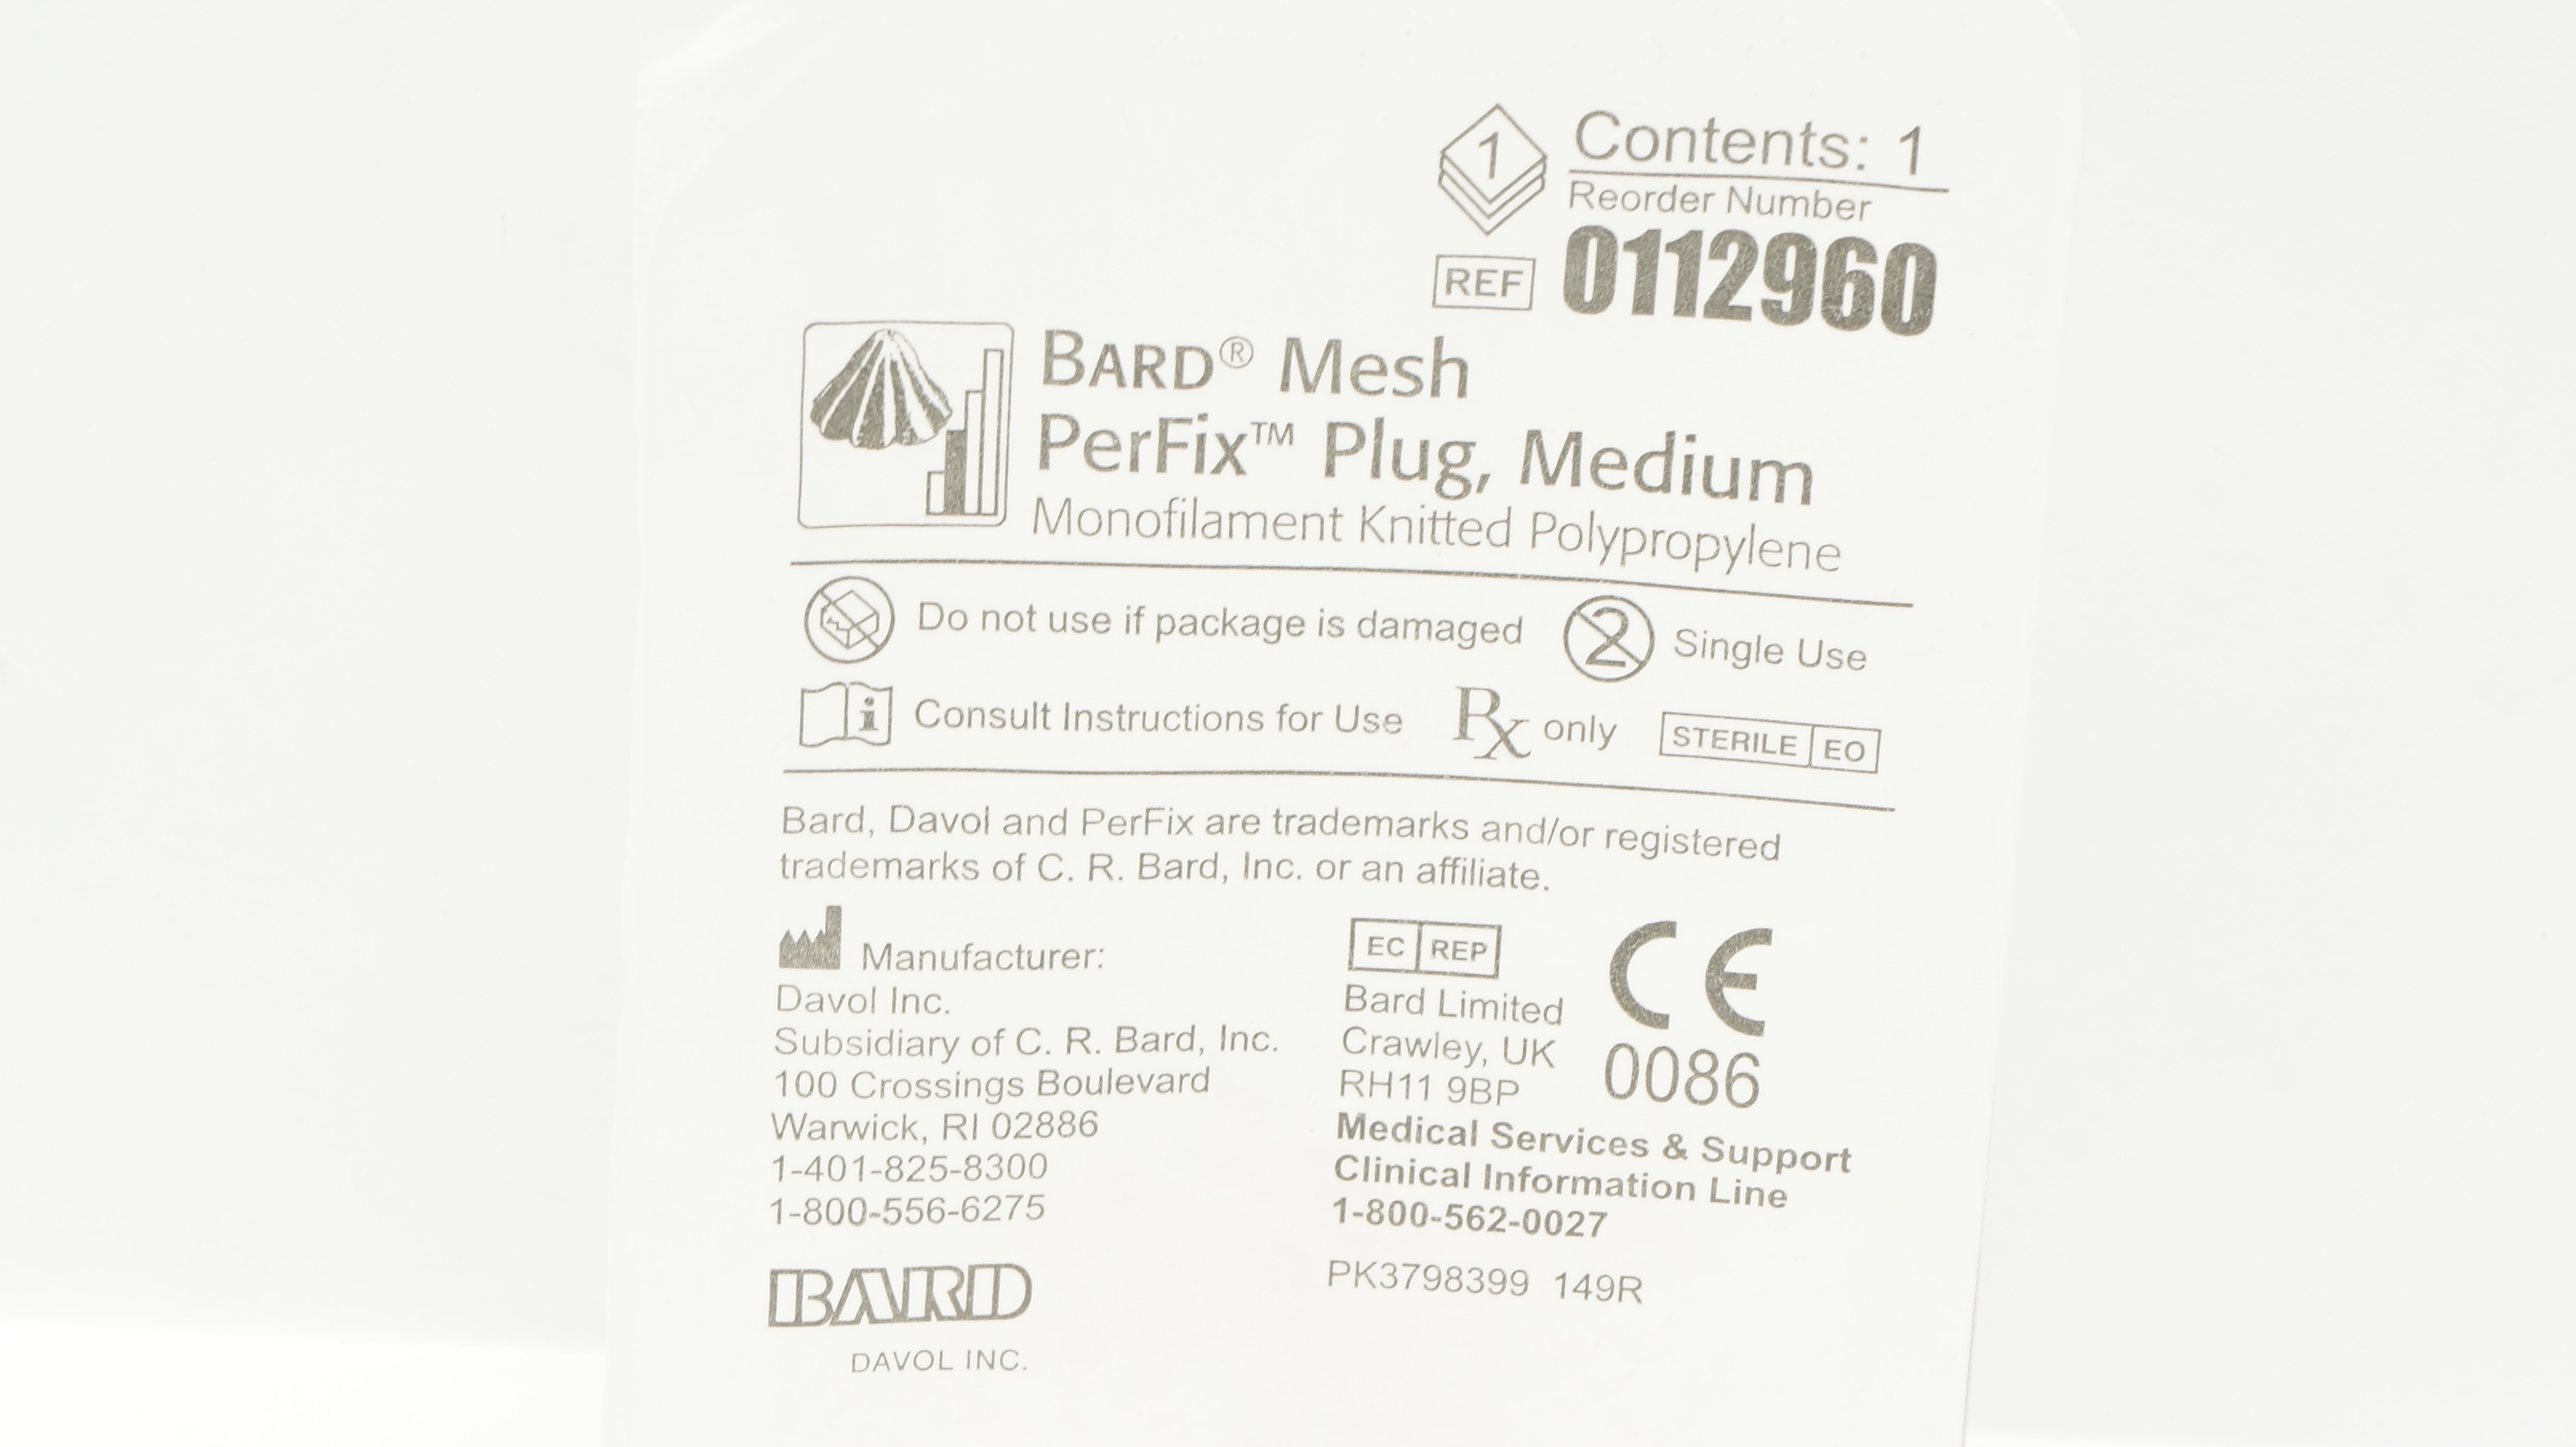 1 Contents: 1
Reorder Number
REF 0112960
BARD® Mesh
PerFix™ Plug, Medium
Monofilament Knitted Polypropylene
Do not use if package is damaged 2 Single Use
i Consult Instructions for Use Rx only STERILE EO
Bard, Davol and PerFix are trademarks and/or registered
trademarks of C. R. Bard, Inc. or an affiliate.
Manufacturer:
Davol Inc.
Subsidiary of C. R. Bard, Inc.
100 Crossings Boulevard
Warwick, RI 02886
1-401-825-8300
1-800-556-6275
BARD
DAVOL INC.
EC REP
Bard Limited
Crawley, UK
RH11 9BP
CE
0086
Medical Services & Support
Clinical Information Line
1-800-562-0027
PK3798399 149R